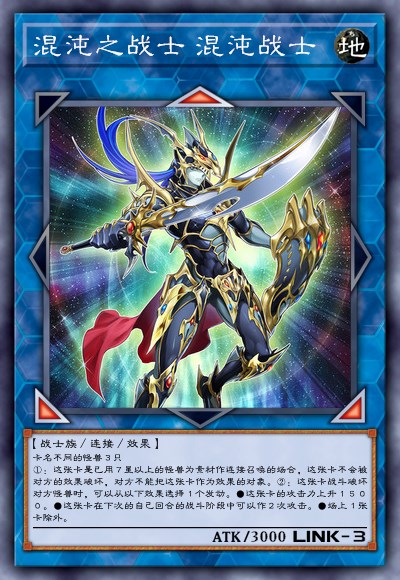 混沌之战士 混沌战士
地
【战士族／连接／效果】
卡名不同的怪兽3只
①：这张卡是已用7星以上的怪兽为素材作连接召唤的场合，这张卡不会被
对方的效果破坏，对方不能把这张卡作为效果的对象。②：这张卡战斗破坏
对方怪兽时，可以从以下效果选择1个发动。●这张卡的攻击力上升150
0。●这张卡在下次的自己回合的战斗阶段中可以作2次攻击。●场上1张
卡除外。
ATK/3000 LINK-3